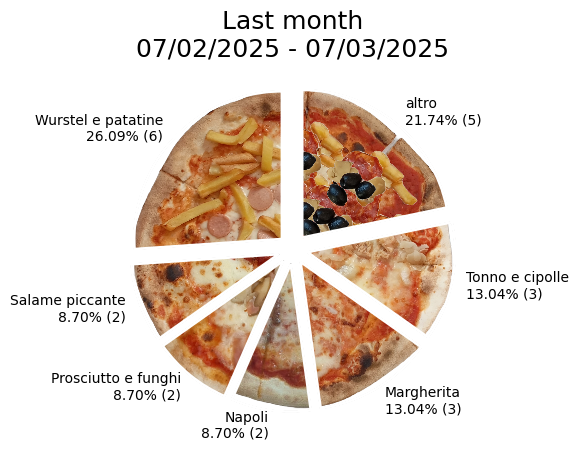 Last month
07/02/2025 - 07/03/2025
altro
21.74% (5)
Wurstel e patatine
26.09% (6)
Tonno e cipolle
13.04% (3)
Salame piccante
8.70% (2)
Prosciutto e funghi
8.70% (2)
Margherita
13.04% (3)
Napoli
8.70% (2)